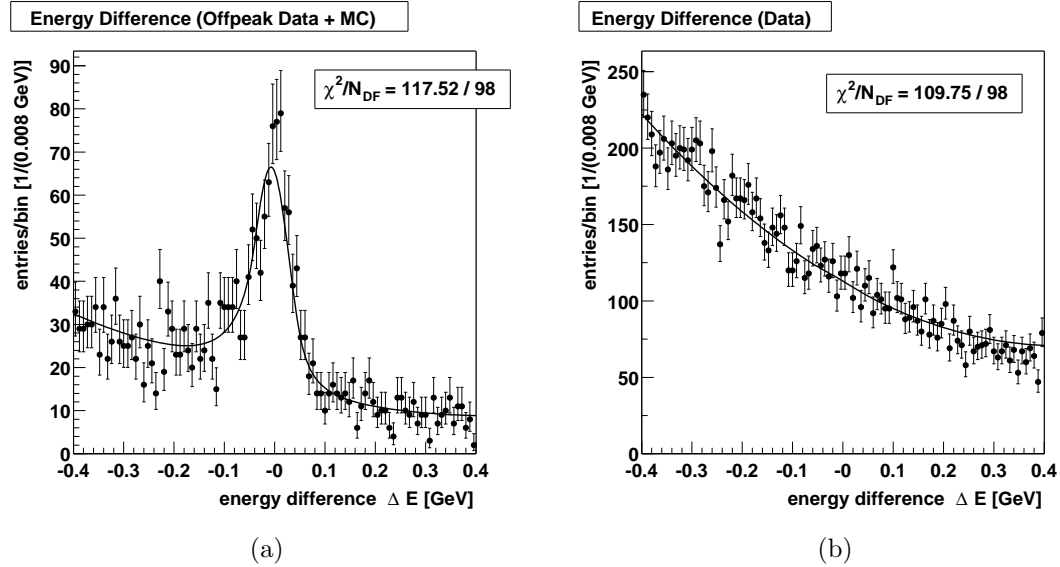 Energy Difference (Offpeak Data + MC)
χ²/N_DF = 117.52 / 98
entries/bin [1/(0.008 GeV)]
90
80
70
60
50
40
30
20
10
0
-0.4 -0.3 -0.2 -0.1 -0 0.1 0.2 0.3 0.4
energy difference Δ E [GeV]
(a)
Energy Difference (Data)
χ²/N_DF = 109.75 / 98
entries/bin [1/(0.008 GeV)]
250
200
150
100
50
0
-0.4 -0.3 -0.2 -0.1 -0 0.1 0.2 0.3 0.4
energy difference Δ E [GeV]
(b)